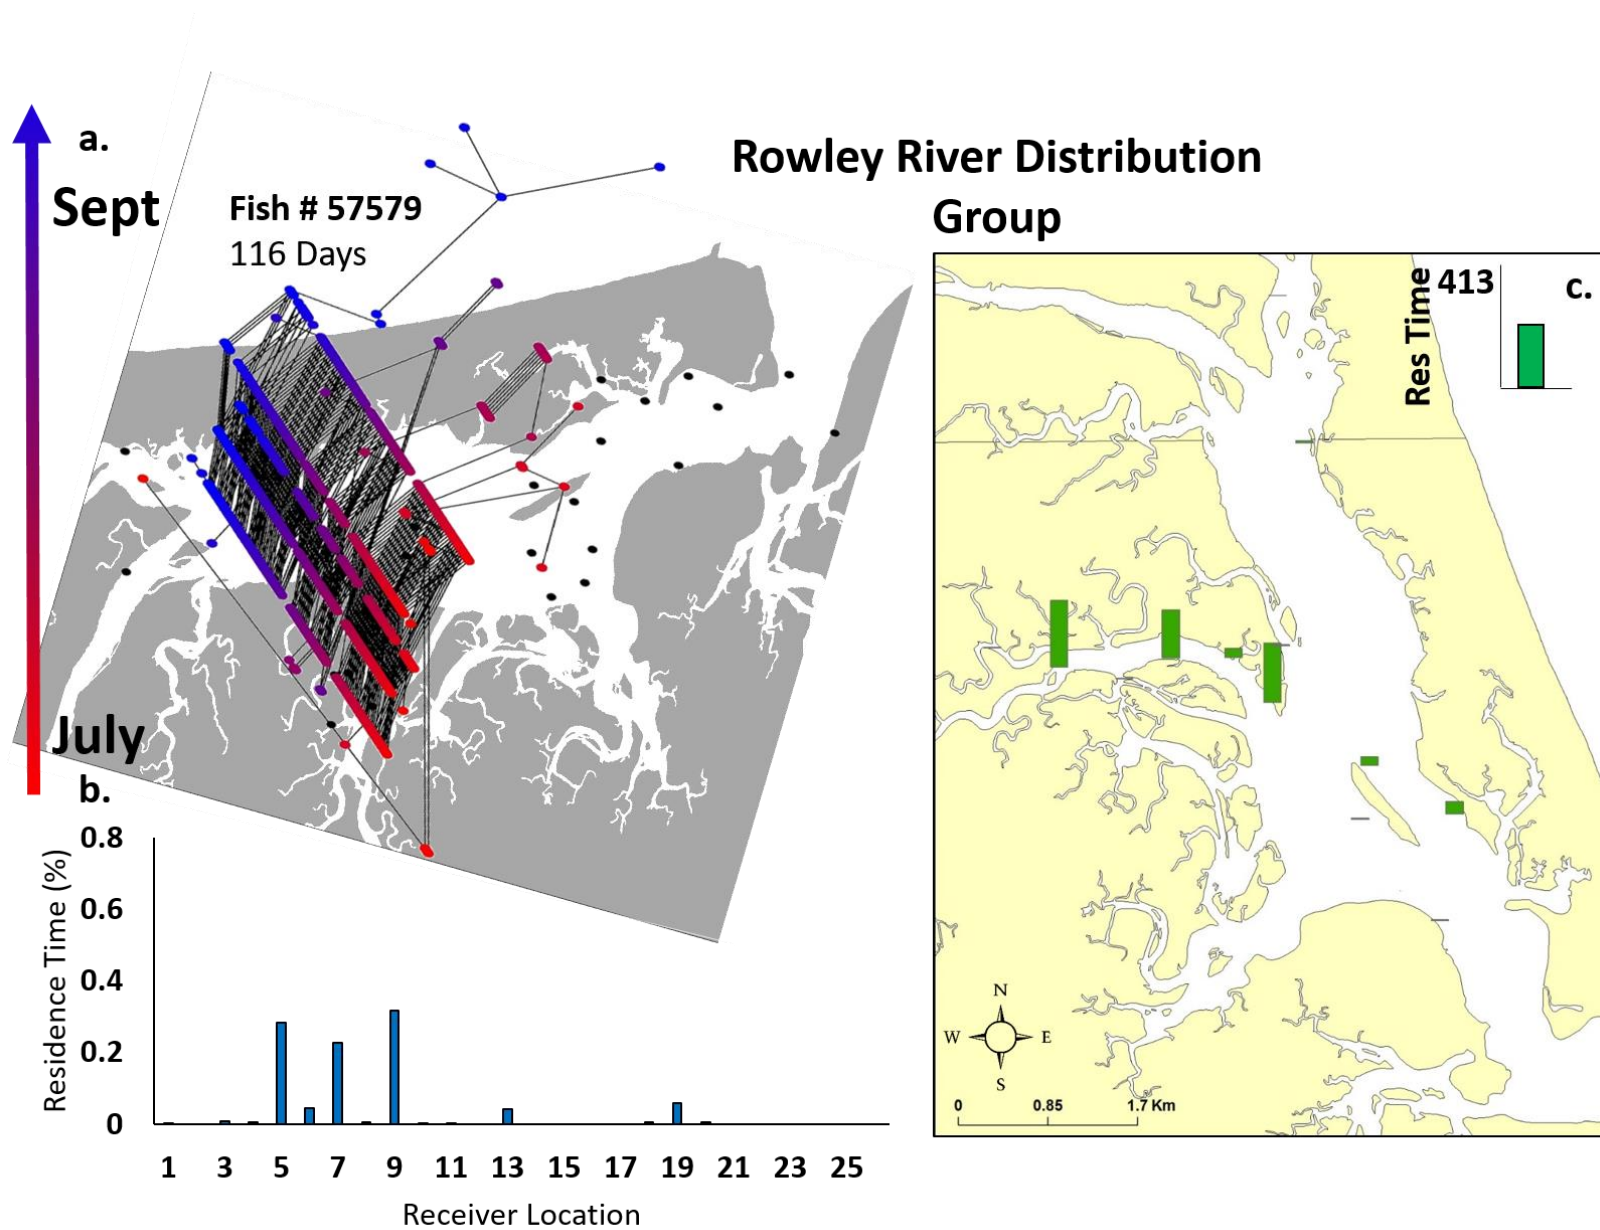 Rowley River Distribution
Group
a.
Sept
Fish # 57579
116 Days
July
b.
0.8
0.6
0.4
0.2
0
Residence Time (%)
1 3 5 7 9 11 13 15 17 19 21 23 25
Receiver Location
Res Time
413
c.
N
W E
S
0 0.85 1.7 Km